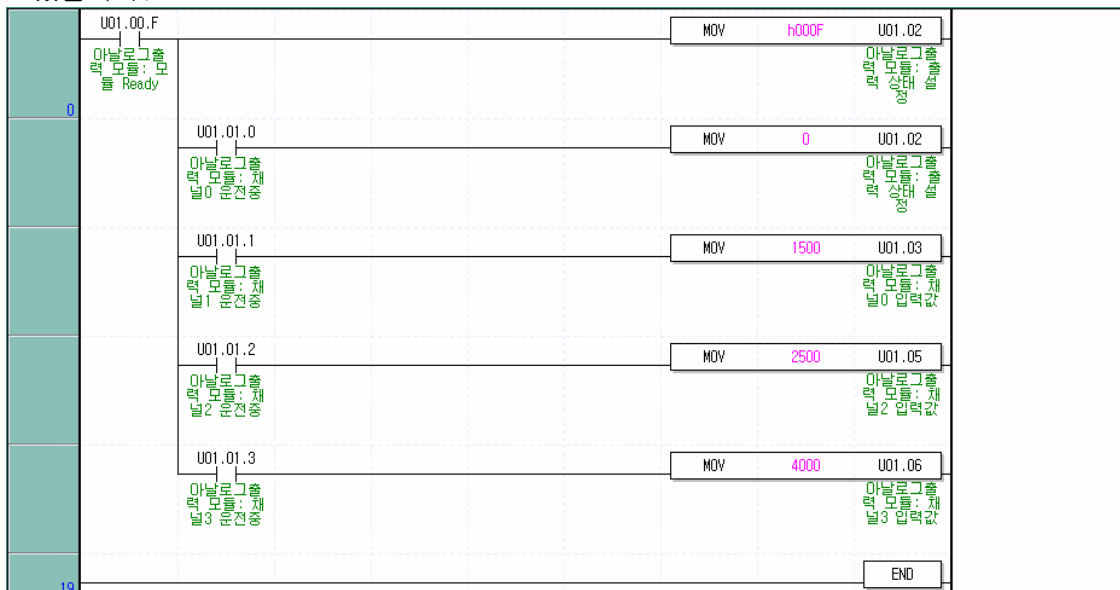 U01.00.F
MOV h000F U01.02
아날로그출
력 모듈: 모
듈 Ready
아날로그출
력 모듈: 출
력 상태 설
정
0
U01.01.0
MOV 0 U01.02
아날로그출
력 모듈: 채
널0 운전중
아날로그출
력 모듈: 출
력 상태 설
정
U01.01.1
MOV 1500 U01.03
아날로그출
력 모듈: 채
널1 운전중
아날로그출
력 모듈: 채
널0 입력값
U01.01.2
MOV 2500 U01.05
아날로그출
력 모듈: 채
널2 운전중
아날로그출
력 모듈: 채
널2 입력값
U01.01.3
MOV 4000 U01.06
아날로그출
력 모듈: 채
널3 운전중
아날로그출
력 모듈: 채
널3 입력값
END
19